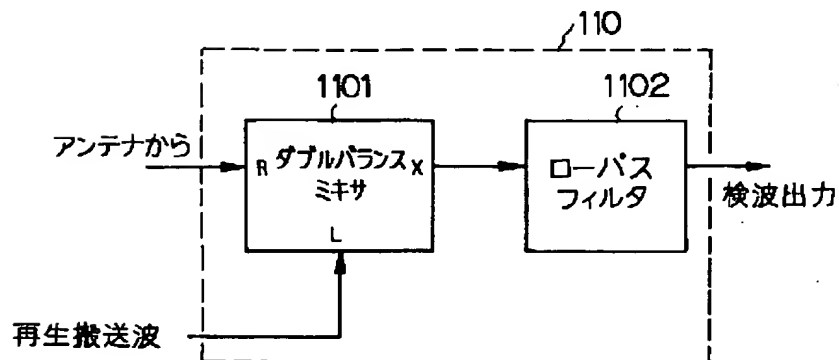 110
1101
1102
アンテナから
R ダブルバランス X
ミキサ
L
ローパス
フィルタ
検波出力
再生搬送波